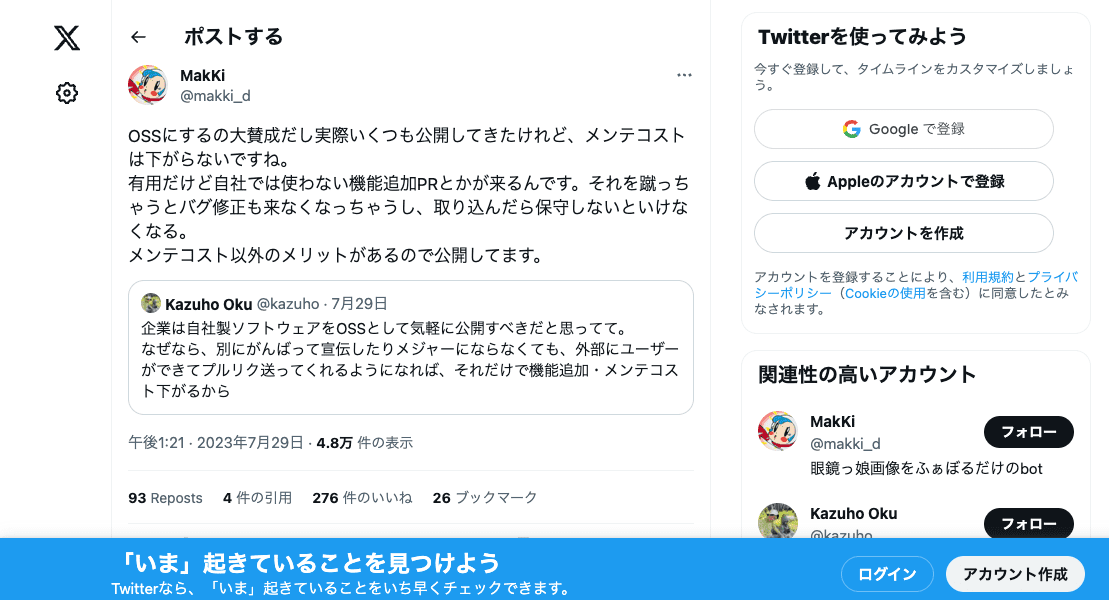 ポストする
MakKi
@makki_d
OSSにするの大賛成だし実際いくつも公開してきたけれど、メンテコスト
は下がらないですね。
有用だけど自社では使わない機能追加PRとかが来るんです。それを蹴っち
ゃうとバグ修正も来なくなっちゃうし、取り込んだら保守しないといけな
くなる。
メンテコスト以外のメリットがあるので公開してます。
Kazuho Oku @kazuho · 7月29日
企業は自社製ソフトウェアをOSSとして気軽に公開すべきだと思ってて。
なぜなら、別にがんばって宣伝したりメジャーにならなくても、外部にユーザー
ができてプルリク送ってくれるようになれば、それだけで機能追加・メンテコス
ト下がるから
午後1:21 · 2023年7月29日 · 4.8万 件の表示
93 Reposts 4 件の引用 276 件のいいね 26 ブックマーク
Twitterを使ってみよう
今すぐ登録して、タイムラインをカスタマイズしましょ
う。
Google で登録
Appleのアカウントで登録
アカウントを作成
アカウントを登録することにより、利用規約とプライバ
シーポリシー（Cookieの使用を含む）に同意したとみ
なされます。
関連性の高いアカウント
MakKi
@makki_d
フォロー
眼鏡っ娘画像をふぁぼるだけのbot
Kazuho Oku
@kazuho
フォロー
「いま」起きていることを見つけよう
Twitterなら、「いま」起きていることをいち早くチェックできます。
ログイン
アカウント作成